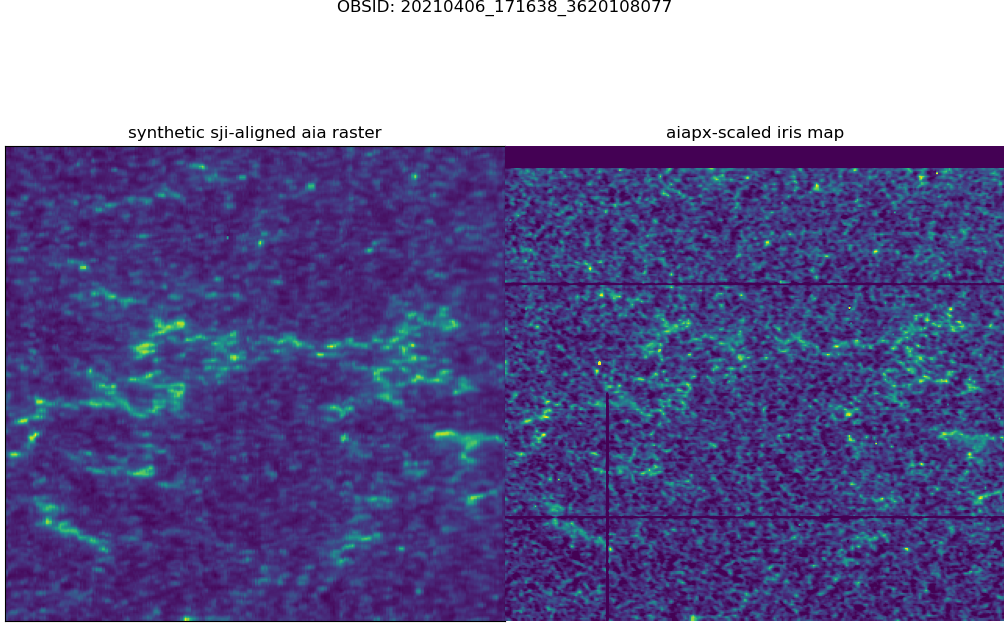 OBSID: 20210406_171638_3620108077
synthetic sji-aligned aia raster
aiapx-scaled iris map